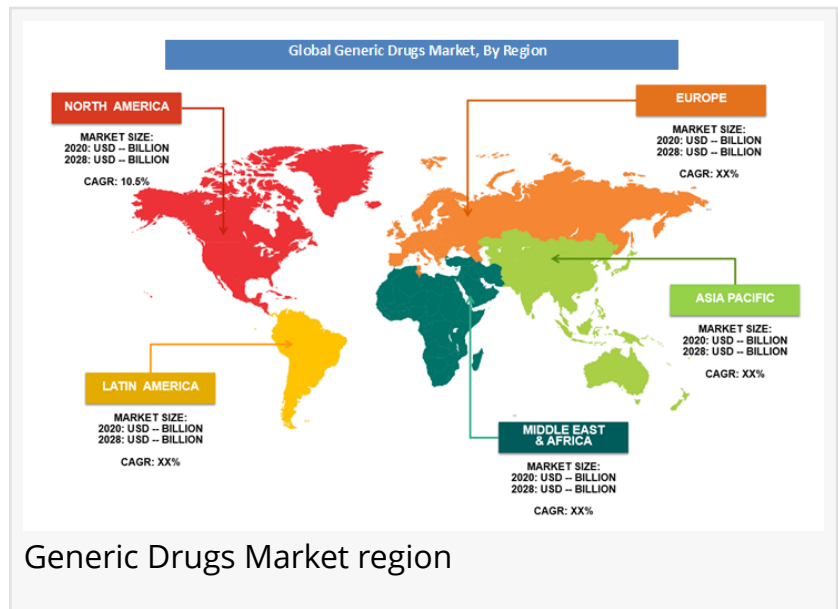 Global Generic Drugs Market, By Region
NORTH AMERICA
MARKET SIZE:
2020: USD -- BILLION
2028: USD -- BILLION
CAGR: 10.5%
EUROPE
MARKET SIZE:
2020: USD -- BILLION
2028: USD -- BILLION
CAGR: XX%
ASIA PACIFIC
MARKET SIZE:
2020: USD -- BILLION
2028: USD -- BILLION
CAGR: XX%
LATIN AMERICA
MARKET SIZE:
2020: USD -- BILLION
2028: USD -- BILLION
CAGR: XX%
MIDDLE EAST
& AFRICA
MARKET SIZE:
2020: USD -- BILLION
2028: USD -- BILLION
CAGR: XX%
Generic Drugs Market region